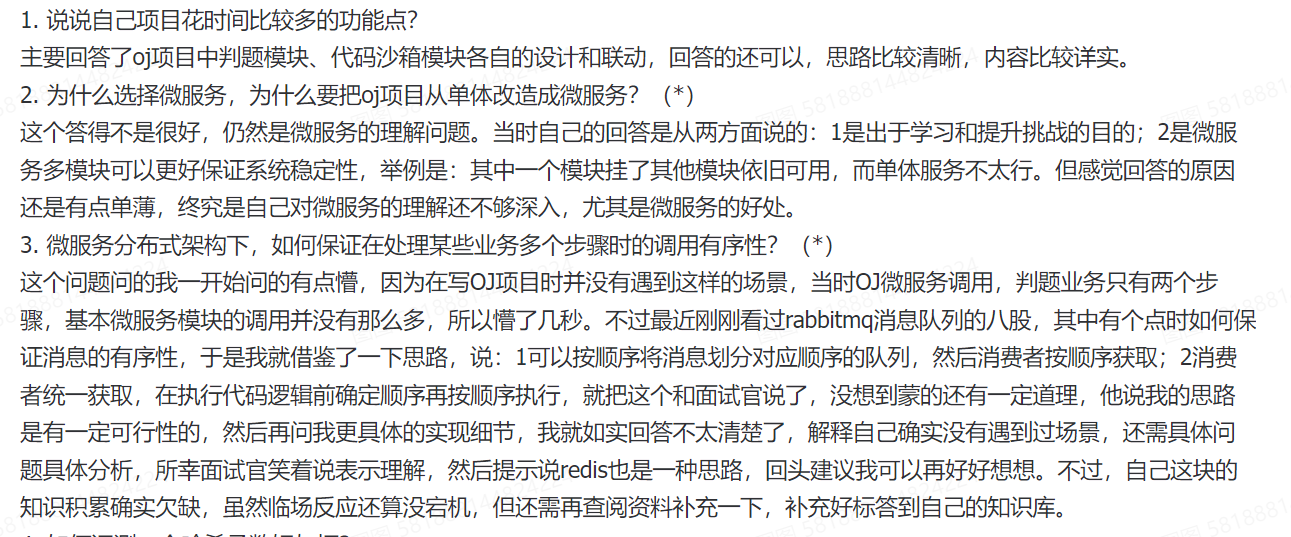 1. 说说自己项目花时间比较多的功能点？
主要回答了oj项目中判题模块、代码沙箱模块各自的设计和联动，回答的还可以，思路比较清晰，内容比较详实。
2. 为什么选择微服务，为什么要把oj项目从单体改造成微服务？（*）
这个答得不是很好，仍然是微服务的理解问题。当时自己的回答是从两方面说的：1是出于学习和提升挑战的目的；2是微服
务多模块可以更好保证系统稳定性，举例是：其中一个模块挂了其他模块依旧可用，而单体服务不太行。但感觉回答的原因
还是有点单薄，终究是自己对微服务的理解还不够深入，尤其是微服务的好处。
3. 微服务分布式架构下，如何保证在处理某些业务多个步骤时的调用有序性？（*）
这个问题问的我一开始问的有点懵，因为在写OJ项目时并没有遇到这样的场景，当时OJ微服务调用，判题业务只有两个步
骤，基本微服务模块的调用并没有那么多，所以懵了几秒。不过最近刚刚看过rabbitmq消息队列的八股，其中有个点时如何保
证消息的有序性，于是我就借鉴了一下思路，说：1可以按顺序将消息划分对应顺序的队列，然后消费者按顺序获取；2消费
者统一获取，在执行代码逻辑前确定顺序再按顺序执行，就把这个和面试官说了，没想到蒙的还有一定道理，他说我的思路
是有一定可行性的，然后再问我更具体的实现细节，我就如实回答不太清楚了，解释自己确实没有遇到过场景，还需具体问
题具体分析，所幸面试官笑着说表示理解，然后提示说redis也是一种思路，回头建议我可以再好好想想。不过，自己这块的
知识积累确实欠缺，虽然临场反应还算没宕机，但还需再查阅资料补充一下，补充好标答到自己的知识库。